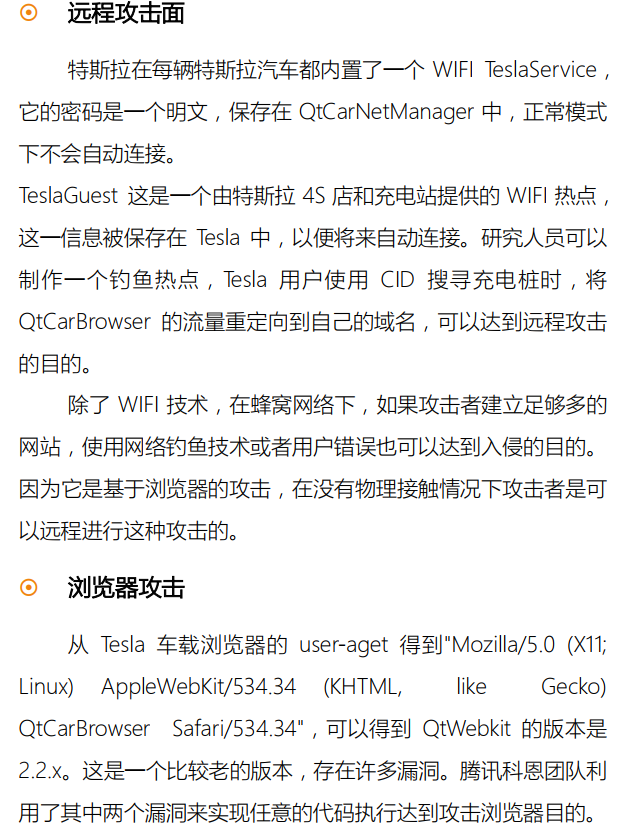 远程攻击面
特斯拉在每辆特斯拉汽车都内置了一个 WIFI TeslaService，
它的密码是一个明文，保存在 QtCarNetManager 中，正常模式
下不会自动连接。
TeslaGuest 这是一个由特斯拉 4S 店和充电站提供的 WIFI 热点，
这一信息被保存在 Tesla 中，以便将来自动连接。研究人员可以
制作一个钓鱼热点，Tesla 用户使用 CID 搜寻充电桩时，将
QtCarBrowser 的流量重定向到自己的域名，可以达到远程攻击
的目的。
除了 WIFI 技术，在蜂窝网络下，如果攻击者建立足够多的
网站，使用网络钓鱼技术或者用户错误也可以达到入侵的目的。
因为它是基于浏览器的攻击，在没有物理接触情况下攻击者是可
以远程进行这种攻击的。
浏览器攻击
从 Tesla 车载浏览器的 user-aget 得到"Mozilla/5.0 (X11;
Linux) AppleWebKit/534.34 (KHTML, like Gecko)
QtCarBrowser Safari/534.34"，可以得到 QtWebkit 的版本是
2.2.x。这是一个比较老的版本，存在许多漏洞。腾讯科恩团队利
用了其中两个漏洞来实现任意的代码执行达到攻击浏览器目的。